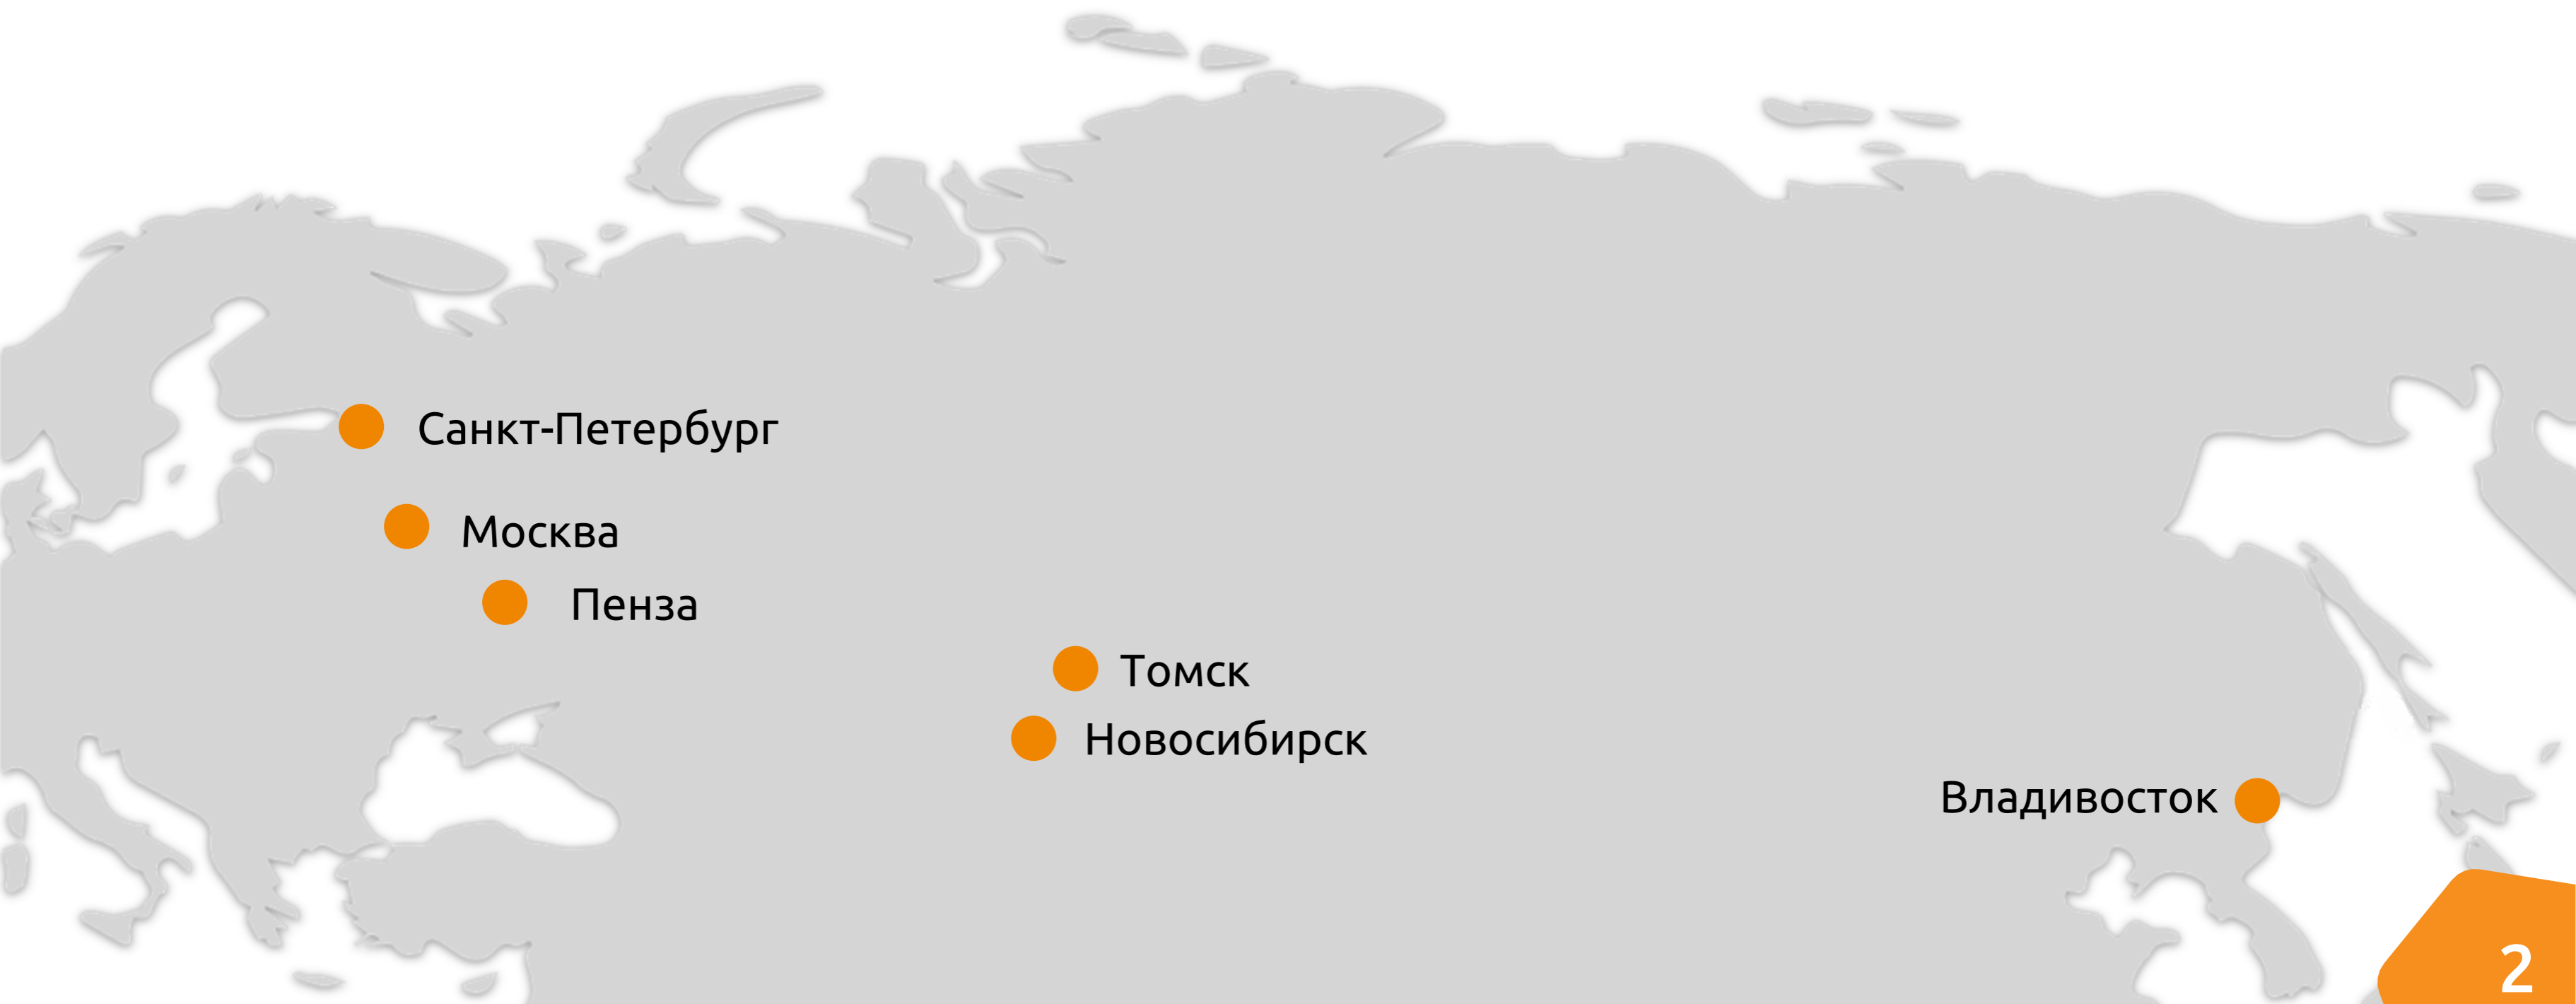 Санкт-Петербург
Москва
Пенза
Томск
Новосибирск
Владивосток
2